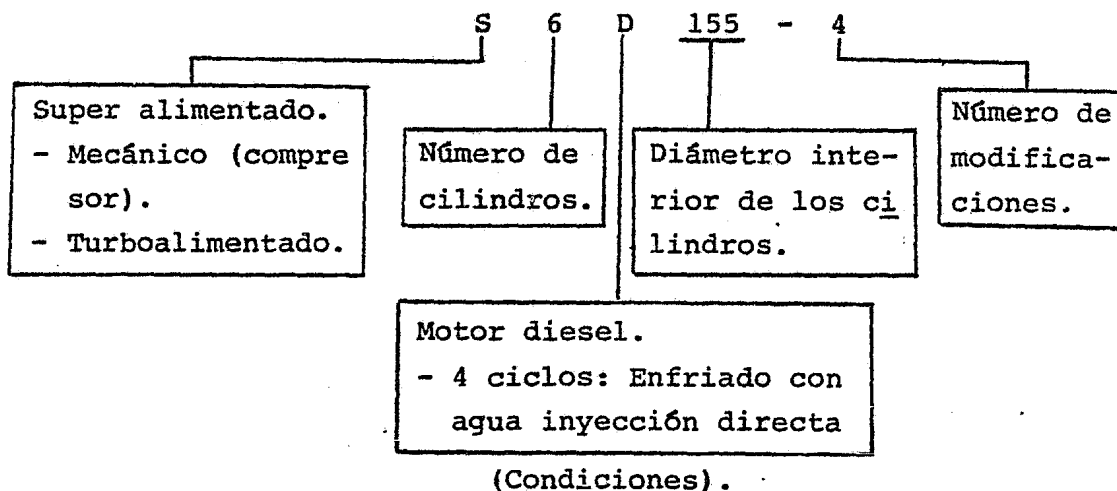 S 6 D 155 - 4
Super alimentado.
- Mecánico (compre
sor).
- Turboalimentado.
Número de
cilindros.
Diámetro inte-
rior de los ci
lindros.
Número de
modifica-
ciones.
Motor diesel.
- 4 ciclos: Enfriado con
agua inyección directa
(Condiciones).